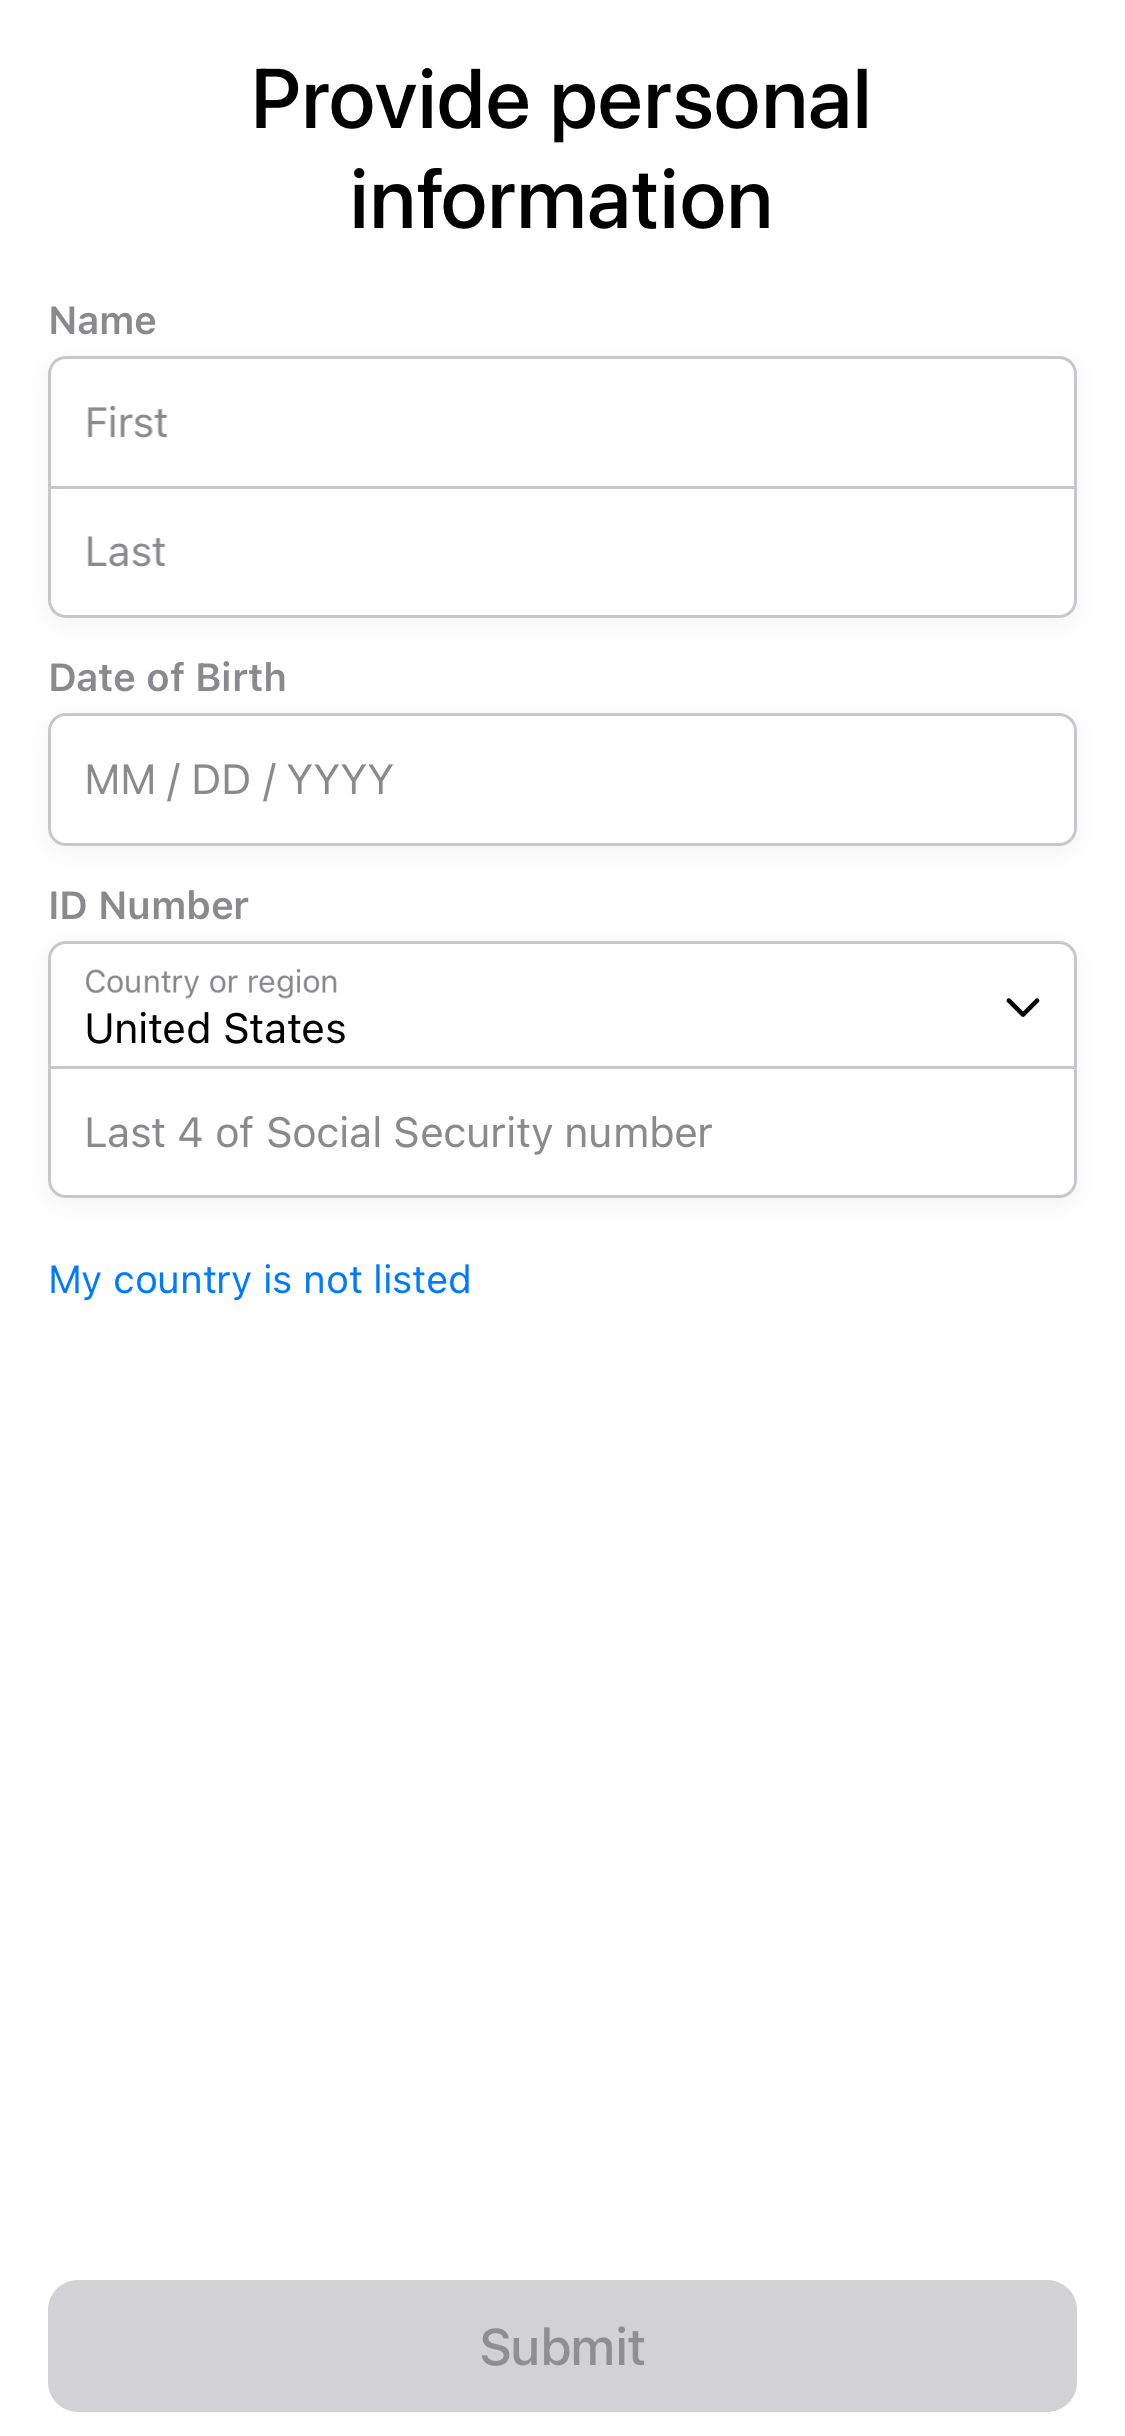 Provide personal
information
Name
First
Last
Date of Birth
MM / DD / YYYY
ID Number
Country or region
United States
Last 4 of Social Security number
My country is not listed
Submit